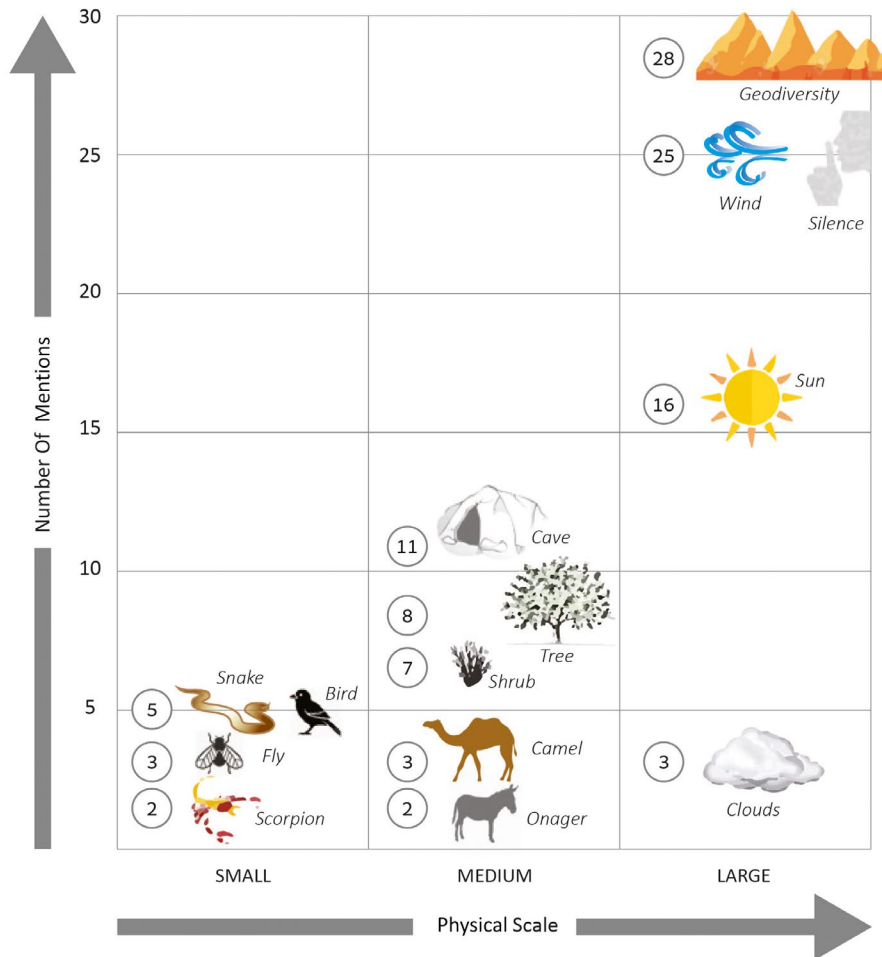 30
28
Geodiversity
25
25
Wind
Silence
20
Number Of Mentions
Sun
16
15
11
Cave
10
8
Tree
7
Shrub
Snake
Bird
5
5
3
Fly
3
Camel
3
Clouds
2
Scorpion
2
Onager
SMALL
MEDIUM
LARGE
Physical Scale